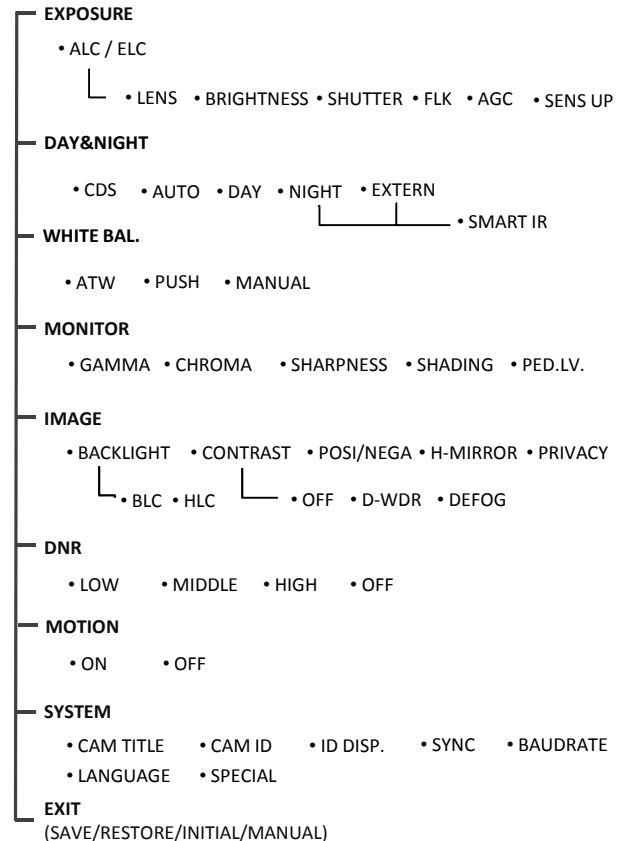 EXPOSURE
• ALC / ELC
• LENS • BRIGHTNESS • SHUTTER • FLK • AGC • SENS UP
DAY&NIGHT
• CDS • AUTO • DAY • NIGHT • EXTERN
• SMART IR
WHITE BAL.
• ATW • PUSH • MANUAL
MONITOR
• GAMMA • CHROMA • SHARPNESS • SHADING • PED.LV.
IMAGE
• BACKLIGHT • CONTRAST • POSI/NEGA • H-MIRROR • PRIVACY
• BLC • HLC • OFF • D-WDR • DEFOG
DNR
• LOW • MIDDLE • HIGH • OFF
MOTION
• ON • OFF
SYSTEM
• CAM TITLE • CAM ID • ID DISP. • SYNC • BAUDRATE
• LANGUAGE • SPECIAL
EXIT
(SAVE/RESTORE/INITIAL/MANUAL)